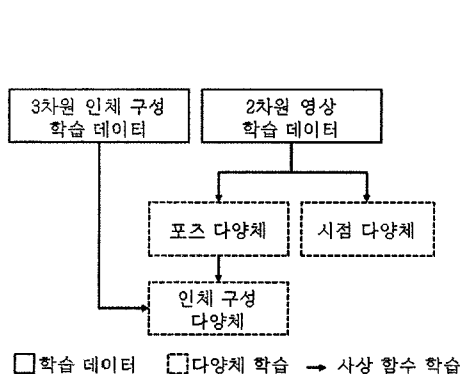 3차원 인체 구성
학습 데이터
2차원 영상
학습 데이터
포즈 다양체
시점 다양체
인체 구성
다양체
학습 데이터 다양체 학습 → 사상 함수 학습